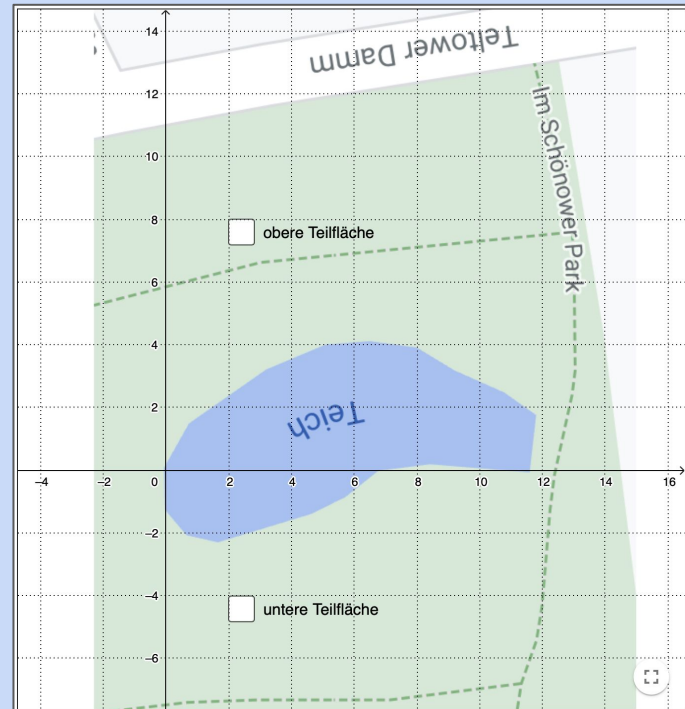 14
Teltower Damm
12
Im Schönower Park
10
8
obere Teilfläche
6
4
2
Teich
-4 -2 0 2 4 6 8 10 12 14 16
-2
-4
untere Teilfläche
-6